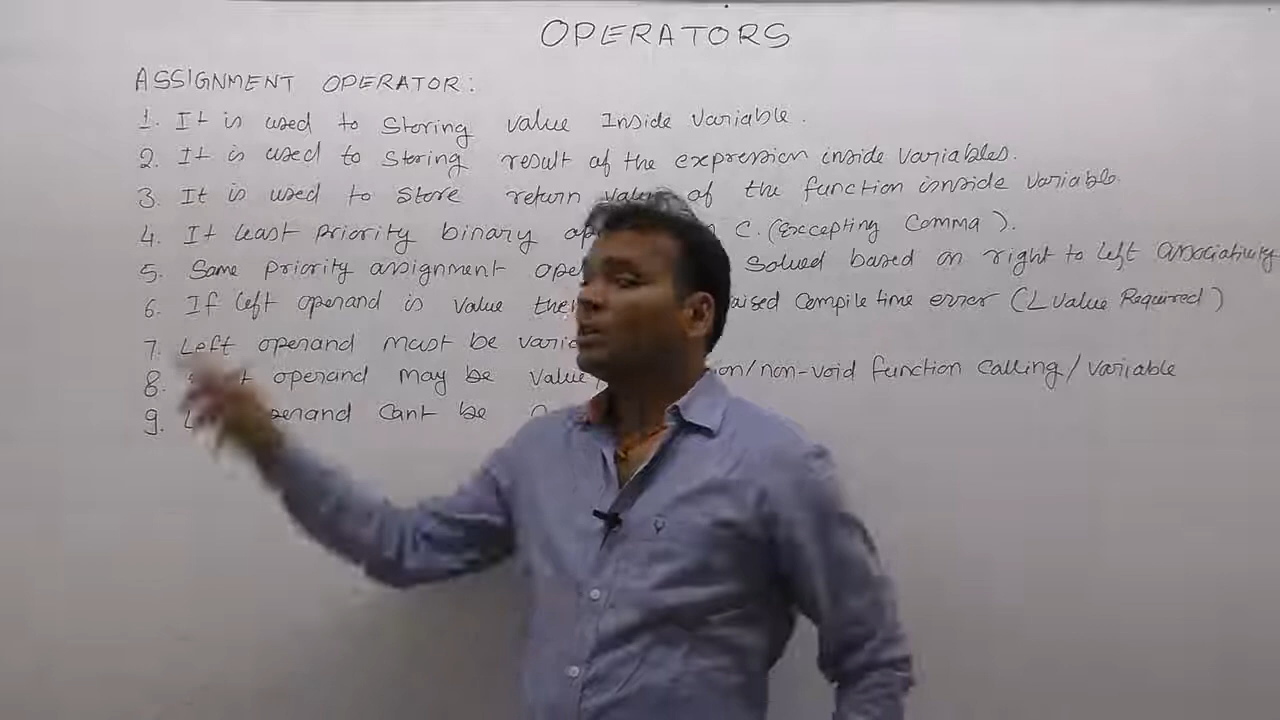 OPERATORS
ASSIGNMENT OPERATOR:
1. It is used to Storing value Inside variable.
2. It is used to Storing result of the expression inside variables.
3. It is used to Store return value of the function inside variable.
4. It Least Priority binary C. (Excepting Comma).
5. Same priority assignment solved based on right to left associativity
6. If left operand is value Compile time error (L value Required)
7. Left operand must be
8. operand may be value non-void function calling / variable
9. cant be